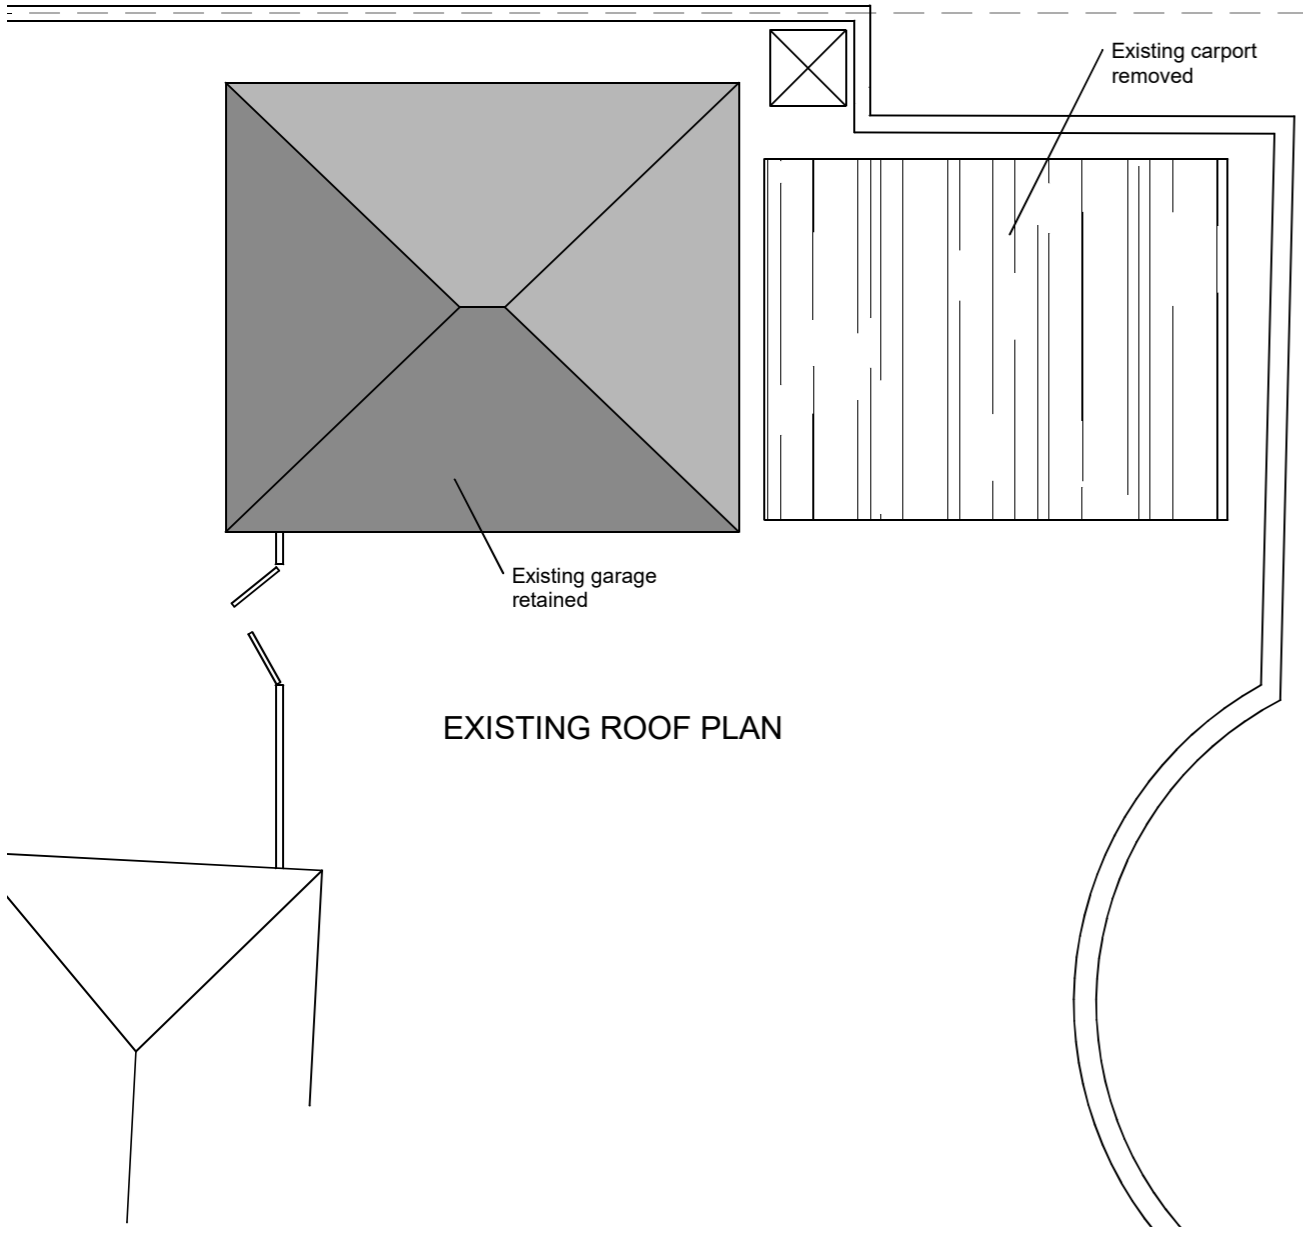 Existing carport
removed
Existing garage
retained
EXISTING ROOF PLAN